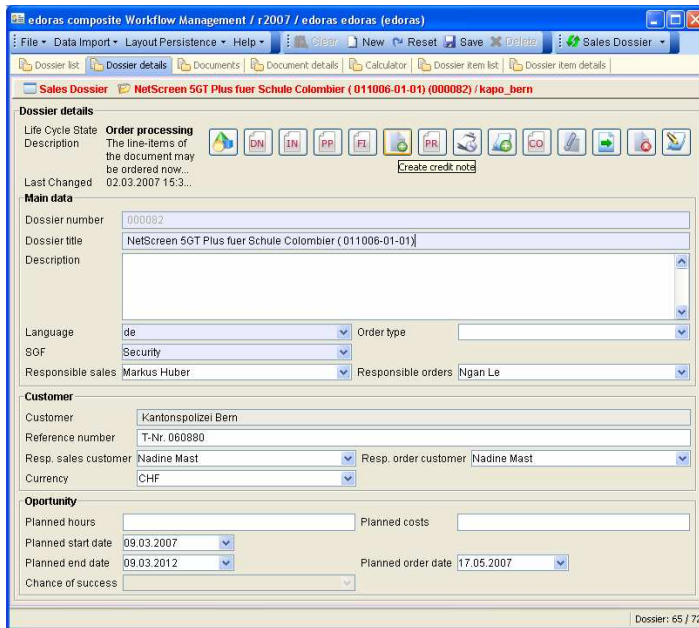 edoras composite Workflow Management / r2007 / edoras edoras (edoras)
File Data Import Layout Persistence Help Clear New Reset Save Delete Sales Dossier
Dossier list Dossier details Documents Document details Calculator Dossier item list Dossier item details
Sales Dossier NetScreen 5GT Plus fuer Schule Colombier ( 011006-01-01) (000082) / kapo_bern
Dossier details
Life Cycle State Order processing
Description The line-items of
the document may
be ordered now...
DN IN PP FI PR CO
Create credit note
Last Changed 02.03.2007 15:3...
Main data
Dossier number 000082
Dossier title NetScreen 5GT Plus fuer Schule Colombier ( 011006-01-01)
Description
Language de Order type
SGF Security
Responsible sales Markus Huber Responsible orders Ngan Le
Customer
Customer Kantonspolizei Bern
Reference number T-Nr. 060880
Resp. sales customer Nadine Mast Resp. order customer Nadine Mast
Currency CHF
Oportunity
Planned hours Planned costs
Planned start date 09.03.2007
Planned end date 09.03.2012 Planned order date 17.05.2007
Chance of success
Dossier: 65 / 72